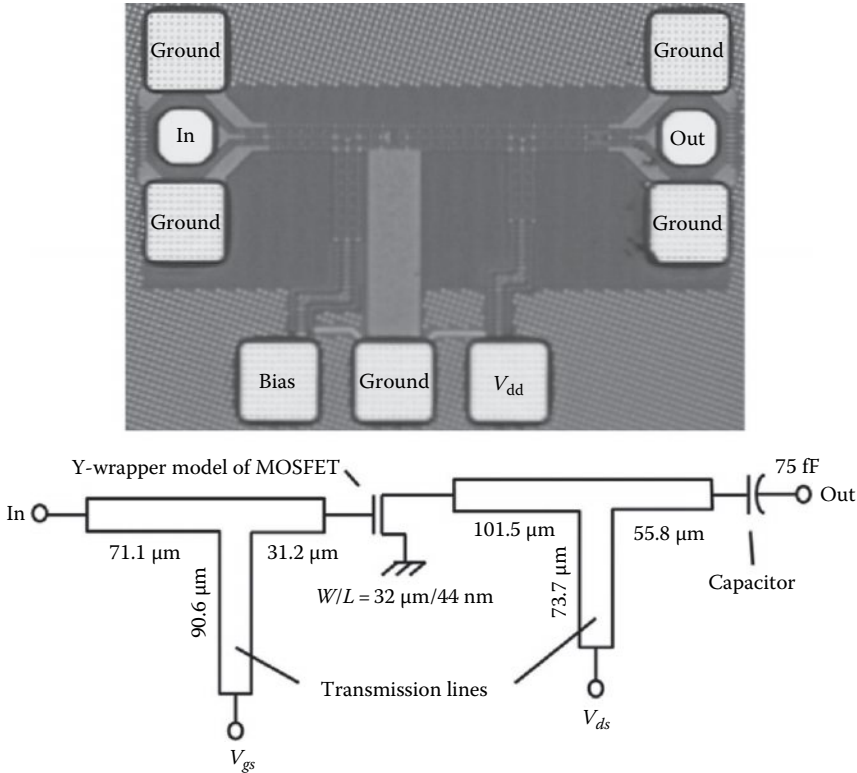 Ground
Ground
In
Out
Ground
Ground
Bias
Ground
V_dd
Y-wrapper model of MOSFET
75 fF
In
Out
71.1 µm
31.2 µm
101.5 µm
55.8 µm
90.6 µm
73.7 µm
Capacitor
W/L = 32 µm/44 nm
Transmission lines
V_gs
V_ds